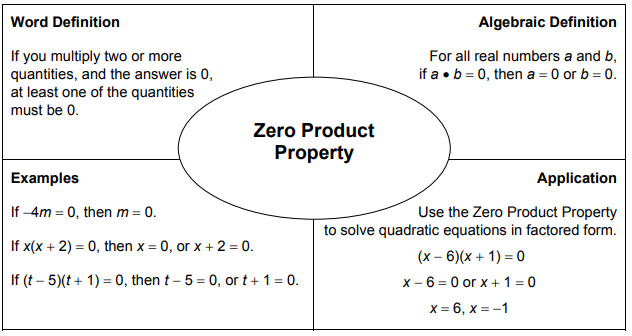 Word Definition
If you multiply two or more
quantities, and the answer is 0,
at least one of the quantities
must be 0.
Algebraic Definition
For all real numbers a and b,
if a • b = 0, then a = 0 or b = 0.
Zero Product
Property
Examples
If –4m = 0, then m = 0.
If x(x + 2) = 0, then x = 0, or x + 2 = 0.
If (t – 5)(t + 1) = 0, then t – 5 = 0, or t + 1 = 0.
Application
Use the Zero Product Property
to solve quadratic equations in factored form.
(x – 6)(x + 1) = 0
x – 6 = 0 or x + 1 = 0
x = 6, x = –1